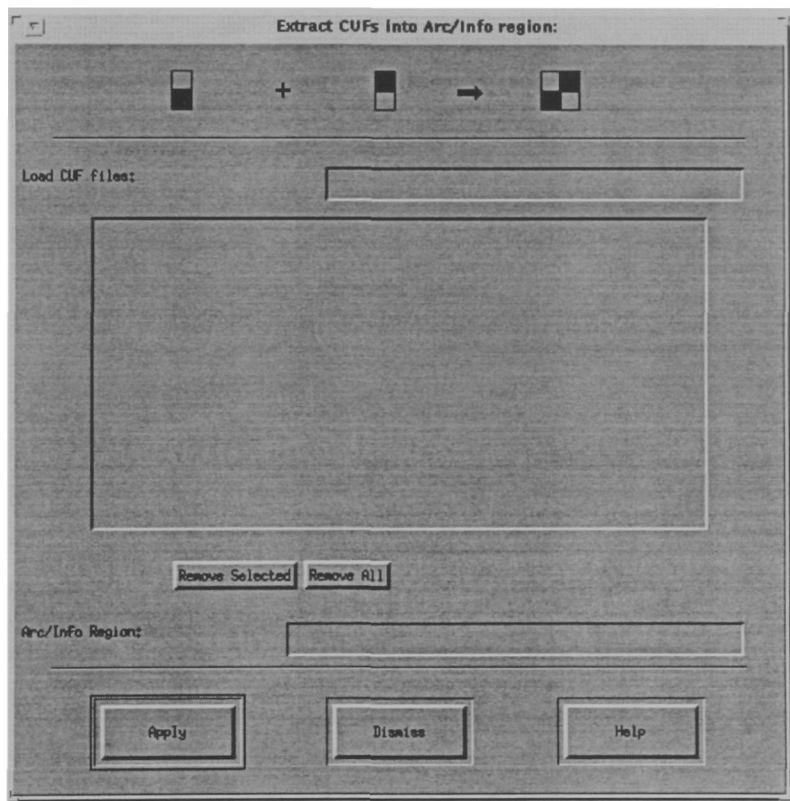 Extract CUFs into Arc/Info region:
+ →
Load CUF files:
Remove Selected Remove All
Arc/Info Region:
Apply Dismiss Help